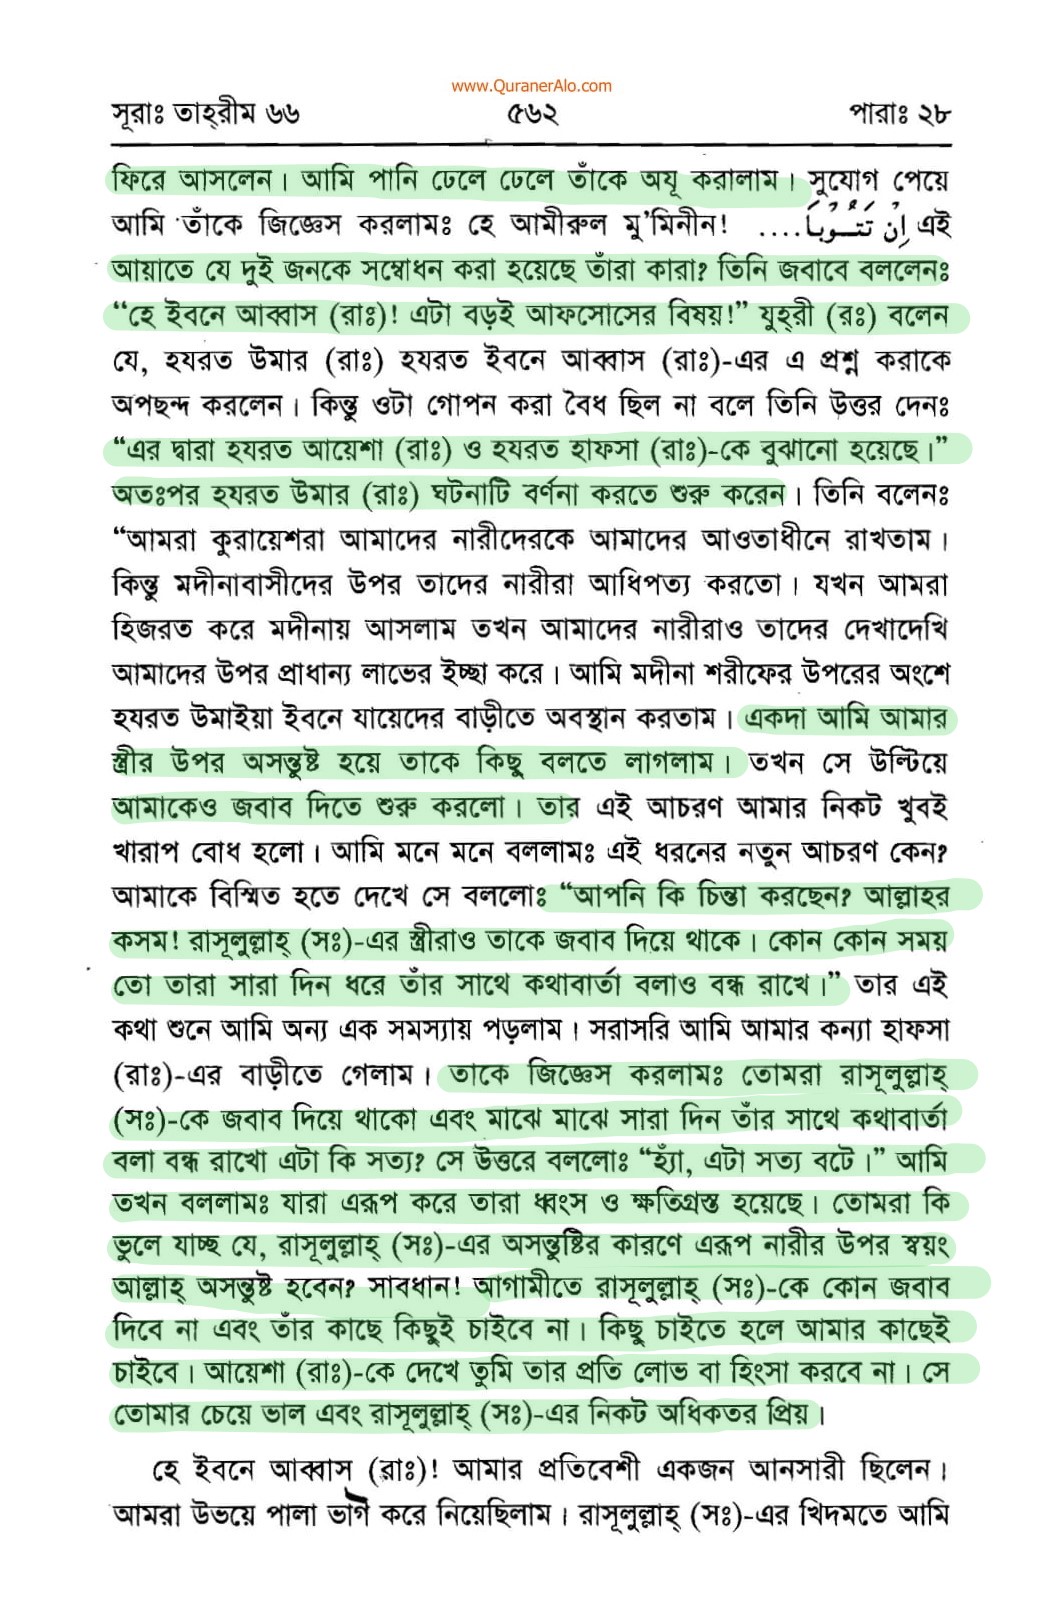 www.QuranerAlo.com
সূরাঃ তাহ্‌রীম ৬৬ ৫৬২ পারাঃ ২৮
ফিরে আসলেন। আমি পানি ঢেলে ঢেলে তাঁকে অযূ করালাম। সুযোগ পেয়ে
আমি তাঁকে জিজ্ঞেস করলামঃ হে আমীরুল মু'মিনীন! .... اِنْ تَتُوْبَا এই
আয়াতে যে দুই জনকে সম্বোধন করা হয়েছে তাঁরা কারা? তিনি জবাবে বললেনঃ
“হে ইবনে আব্বাস (রাঃ)! এটা বড়ই আফসোসের বিষয়!” যুহ্‌রী (রঃ) বলেন
যে, হযরত উমার (রাঃ) হযরত ইবনে আব্বাস (রাঃ)-এর এ প্রশ্ন করাকে
অপছন্দ করলেন। কিন্তু ওটা গোপন করা বৈধ ছিল না বলে তিনি উত্তর দেনঃ
“এর দ্বারা হযরত আয়েশা (রাঃ) ও হযরত হাফসা (রাঃ)-কে বুঝানো হয়েছে।”
অতঃপর হযরত উমার (রাঃ) ঘটনাটি বর্ণনা করতে শুরু করেন। তিনি বলেনঃ
“আমরা কুরায়েশরা আমাদের নারীদেরকে আমাদের আওতাধীনে রাখতাম।
কিন্তু মদীনাবাসীদের উপর তাদের নারীরা আধিপত্য করতো। যখন আমরা
হিজরত করে মদীনায় আসলাম তখন আমাদের নারীরাও তাদের দেখাদেখি
আমাদের উপর প্রাধান্য লাভের ইচ্ছা করে। আমি মদীনা শরীফের উপরের অংশে
হযরত উমাইয়া ইবনে যায়েদের বাড়ীতে অবস্থান করতাম। একদা আমি আমার
স্ত্রীর উপর অসন্তুষ্ট হয়ে তাকে কিছু বলতে লাগলাম। তখন সে উল্টিয়ে
আমাকেও জবাব দিতে শুরু করলো। তার এই আচরণ আমার নিকট খুবই
খারাপ বোধ হলো। আমি মনে মনে বললামঃ এই ধরনের নতুন আচরণ কেন?
আমাকে বিস্মিত হতে দেখে সে বললোঃ “আপনি কি চিন্তা করছেন? আল্লাহর
কসম! রাসূলুল্লাহ্ (সঃ)-এর স্ত্রীরাও তাকে জবাব দিয়ে থাকে। কোন কোন সময়
তো তারা সারা দিন ধরে তাঁর সাথে কথাবার্তা বলাও বন্ধ রাখে।” তার এই
কথা শুনে আমি অন্য এক সমস্যায় পড়লাম। সরাসরি আমি আমার কন্যা হাফসা
(রাঃ)-এর বাড়ীতে গেলাম। তাকে জিজ্ঞেস করলামঃ তোমরা রাসূলুল্লাহ্
(সঃ)-কে জবাব দিয়ে থাকো এবং মাঝে মাঝে সারা দিন তাঁর সাথে কথাবার্তা
বলা বন্ধ রাখো এটা কি সত্য? সে উত্তরে বললোঃ “হ্যাঁ, এটা সত্য বটে।” আমি
তখন বললামঃ যারা এরূপ করে তারা ধ্বংস ও ক্ষতিগ্রস্ত হয়েছে। তোমরা কি
ভুলে যাচ্ছ যে, রাসূলুল্লাহ্ (সঃ)-এর অসন্তুষ্টির কারণে এরূপ নারীর উপর স্বয়ং
আল্লাহ্ অসন্তুষ্ট হবেন? সাবধান! আগামীতে রাসূলুল্লাহ্ (সঃ)-কে কোন জবাব
দিবে না এবং তাঁর কাছে কিছুই চাইবে না। কিছু চাইতে হলে আমার কাছেই
চাইবে। আয়েশা (রাঃ)-কে দেখে তুমি তার প্রতি লোভ বা হিংসা করবে না। সে
তোমার চেয়ে ভাল এবং রাসূলুল্লাহ্ (সঃ)-এর নিকট অধিকতর প্রিয়।
হে ইবনে আব্বাস (রাঃ)! আমার প্রতিবেশী একজন আনসারী ছিলেন।
আমরা উভয়ে পালা ভাগ করে নিয়েছিলাম। রাসূলুল্লাহ্ (সঃ)-এর খিদমতে আমি